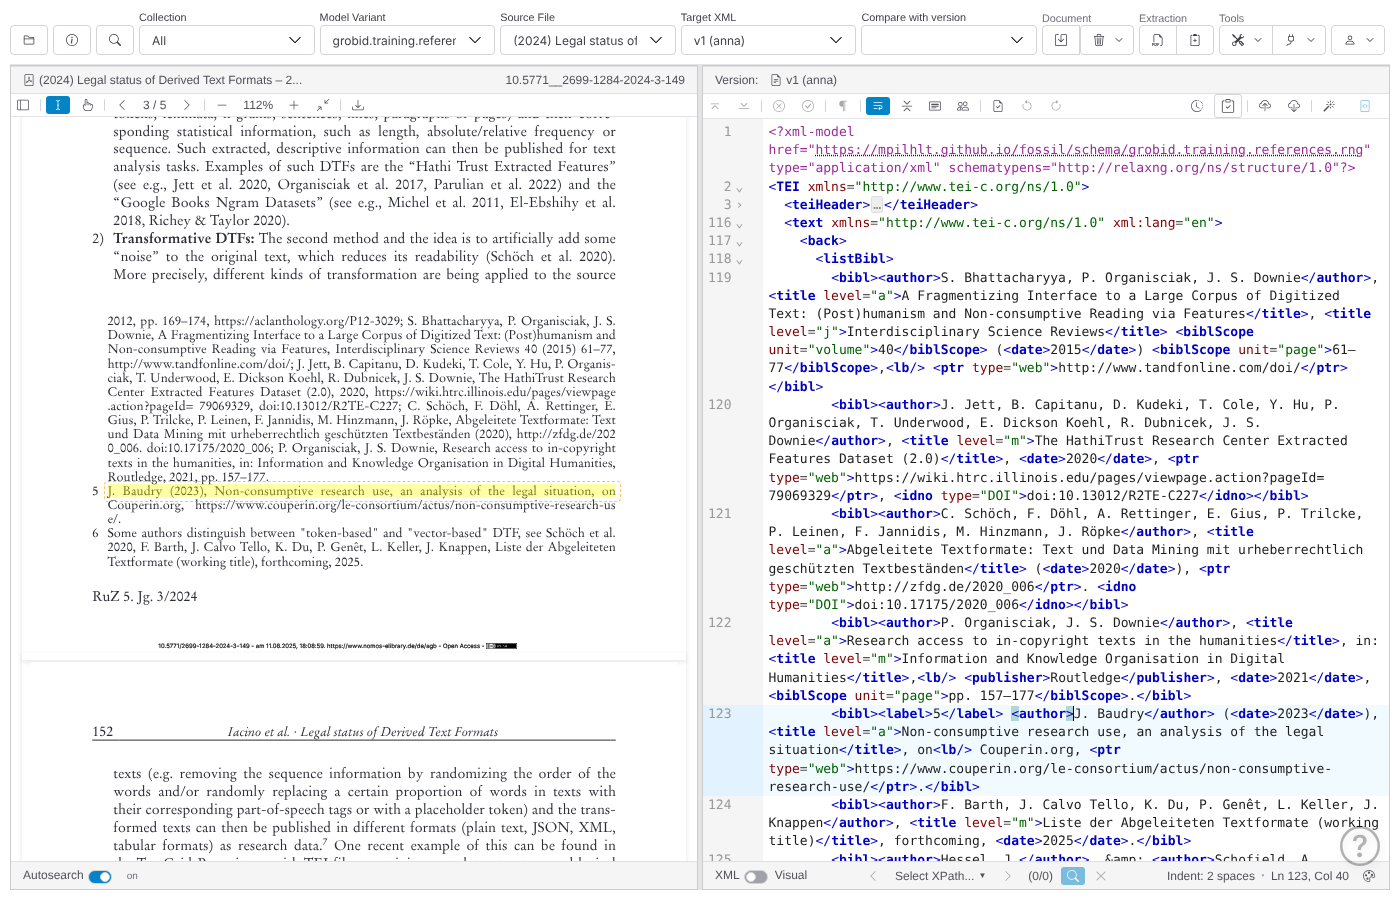 Collection
Model Variant
Source File
Target XML
Compare with version
Document
Extraction
Tools
All
grobid.training.referer
(2024) Legal status of
v1 (anna)
(2024) Legal status of Derived Text Formats – 2...
10.5771__2699-1284-2024-3-149
3 / 5
112%
sponding statistical information, such as length, absolute/relative frequency or
sequence. Such extracted, descriptive information can then be published for text
analysis tasks. Examples of such DTFs are the “Hathi Trust Extracted Features”
(see e.g., Jett et al. 2020, Organisciak et al. 2017, Parulian et al. 2022) and the
“Google Books Ngram Datasets” (see e.g., Michel et al. 2011, El-Ebshihy et al.
2018, Richey & Taylor 2020).
2) Transformative DTFs: The second method and the idea is to artificially add some
“noise” to the original text, which reduces its readability (Schöch et al. 2020).
More precisely, different kinds of transformation are being applied to the source
2012, pp. 169–174, https://aclanthology.org/P12-3029; S. Bhattacharyya, P. Organisciak, J. S.
Downie, A Fragmentizing Interface to a Large Corpus of Digitized Text: (Post)humanism and
Non-consumptive Reading via Features, Interdisciplinary Science Reviews 40 (2015) 61–77,
http://www.tandfonline.com/doi/; J. Jett, B. Capitanu, D. Kudeki, T. Cole, Y. Hu, P. Organis-
ciak, T. Underwood, E. Dickson Koehl, R. Dubnicek, J. S. Downie, The HathiTrust Research
Center Extracted Features Dataset (2.0), 2020, https://wiki.htrc.illinois.edu/pages/viewpage
.action?pageId= 79069329, doi:10.13012/R2TE-C227; C. Schöch, F. Döhl, A. Rettinger, E.
Gius, P. Trilcke, P. Leinen, F. Jannidis, M. Hinzmann, J. Röpke, Abgeleitete Textformate: Text
und Data Mining mit urheberrechtlich geschützten Textbeständen (2020), http://zfdg.de/202
0_006. doi:10.17175/2020_006; P. Organisciak, J. S. Downie, Research access to in-copyright
texts in the humanities, in: Information and Knowledge Organisation in Digital Humanities,
Routledge, 2021, pp. 157–177.
5 J. Baudry (2023), Non-consumptive research use, an analysis of the legal situation, on
Couperin.org, https://www.couperin.org/le-consortium/actus/non-consumptive-research-us
e/.
6 Some authors distinguish between "token-based" and "vector-based" DTF, see Schöch et al.
2020, F. Barth, J. Calvo Tello, K. Du, P. Genêt, L. Keller, J. Knappen, Liste der Abgeleiteten
Textformate (working title), forthcoming, 2025.
RuZ 5. Jg. 3/2024
10.5771/2699-1284-2024-3-149 - am 11.08.2025, 18:08:59. https://www.nomos-elibrary.de/de/agb - Open Access -
152
Iacino et al. · Legal status of Derived Text Formats
texts (e.g. removing the sequence information by randomizing the order of the
words and/or randomly replacing a certain proportion of words in texts with
their corresponding part-of-speech tags or with a placeholder token) and the trans-
formed texts can then be published in different formats (plain text, JSON, XML,
tabular formats) as research data.7 One recent example of this can be found in
Autosearch
on
Version:
v1 (anna)
1 <?xml-model
href="https://mpilhlt.github.io/fossil/schema/grobid.training.references.rng"
type="application/xml" schematypens="http://relaxng.org/ns/structure/1.0"?>
2 <TEI xmlns="http://www.tei-c.org/ns/1.0">
3 <teiHeader>…</teiHeader>
116 <text xmlns="http://www.tei-c.org/ns/1.0" xml:lang="en">
117 <back>
118 <listBibl>
119 <bibl><author>S. Bhattacharyya, P. Organisciak, J. S. Downie</author>,
<title level="a">A Fragmentizing Interface to a Large Corpus of Digitized
Text: (Post)humanism and Non-consumptive Reading via Features</title>, <title
level="j">Interdisciplinary Science Reviews</title> <biblScope
unit="volume">40</biblScope> (<date>2015</date>) <biblScope unit="page">61–
77</biblScope>,<lb/> <ptr type="web">http://www.tandfonline.com/doi/</ptr>
</bibl>
120 <bibl><author>J. Jett, B. Capitanu, D. Kudeki, T. Cole, Y. Hu, P.
Organisciak, T. Underwood, E. Dickson Koehl, R. Dubnicek, J. S.
Downie</author>, <title level="m">The HathiTrust Research Center Extracted
Features Dataset (2.0)</title>, <date>2020</date>, <ptr
type="web">https://wiki.htrc.illinois.edu/pages/viewpage.action?pageId=
79069329</ptr>, <idno type="DOI">doi:10.13012/R2TE-C227</idno></bibl>
121 <bibl><author>C. Schöch, F. Döhl, A. Rettinger, E. Gius, P. Trilcke,
P. Leinen, F. Jannidis, M. Hinzmann, J. Röpke</author>, <title
level="a">Abgeleitete Textformate: Text und Data Mining mit urheberrechtlich
geschützten Textbeständen</title> (<date>2020</date>), <ptr
type="web">http://zfdg.de/2020_006</ptr>. <idno
type="DOI">doi:10.17175/2020_006</idno></bibl>
122 <bibl><author>P. Organisciak, J. S. Downie</author>, <title
level="a">Research access to in-copyright texts in the humanities</title>, in:
<title level="m">Information and Knowledge Organisation in Digital
Humanities</title>,<lb/> <publisher>Routledge</publisher>, <date>2021</date>,
<biblScope unit="page">pp. 157–177</biblScope>.</bibl>
123 <bibl><label>5</label> <author>J. Baudry</author> (<date>2023</date>),
<title level="a">Non-consumptive research use, an analysis of the legal
situation</title>, on<lb/> Couperin.org, <ptr
type="web">https://www.couperin.org/le-consortium/actus/non-consumptive-
research-use/</ptr>.</bibl>
124 <bibl><author>F. Barth, J. Calvo Tello, K. Du, P. Genêt, L. Keller, J.
Knappen</author>, <title level="m">Liste der Abgeleiteten Textformate (working
title)</title>, forthcoming, <date>2025</date>.</bibl>
125 <bibl><author>Hessel, J.</author>, &amp; <author>Schofield, A.
XML
Visual
Select XPath...
(0/0)
Indent: 2 spaces · Ln 123, Col 40